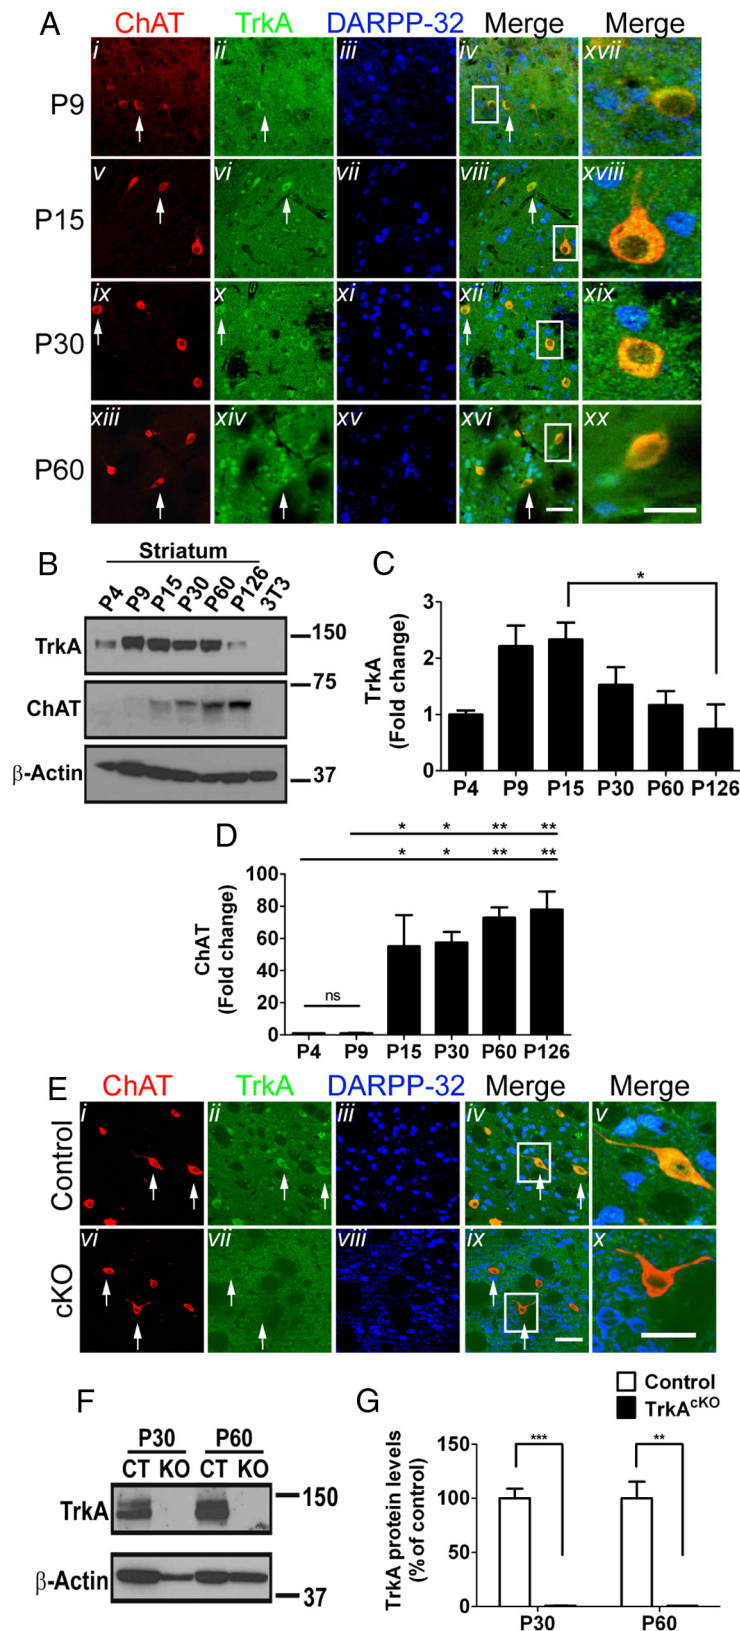 A ChAT TrkA DARPP-32 Merge Merge
P9 i ii iii iv xvii
P15 v vi vii viii xviii
P30 ix x xi xii xix
P60 xiii xiv xv xvi xx
B Striatum
P4 P9 P15 P30 P60 P126 3T3
TrkA 150
75
ChAT
β-Actin 37
C
*
TrkA
(Fold change)
3
2
1
0
P4 P9 P15 P30 P60 P126
D
* * ** **
* * ** **
ChAT
(Fold change)
100
80
60
40
20
0
ns
P4 P9 P15 P30 P60 P126
E ChAT TrkA DARPP-32 Merge Merge
Control i ii iii iv v
cKO vi vii viii ix x
F
P30 P60
CT KO CT KO
TrkA 150
β-Actin
37
G
Control
TrkAcKO
TrkA protein levels
(% of control)
150
100
50
0
*** **
P30 P60